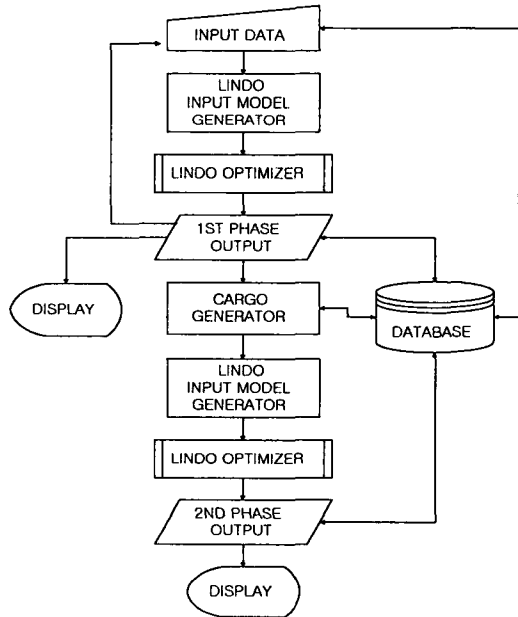 INPUT DATA
LINDO
INPUT MODEL
GENERATOR
LINDO OPTIMIZER
1ST PHASE
OUTPUT
DISPLAY
CARGO
GENERATOR
DATABASE
LINDO
INPUT MODEL
GENERATOR
LINDO OPTIMIZER
2ND PHASE
OUTPUT
DISPLAY